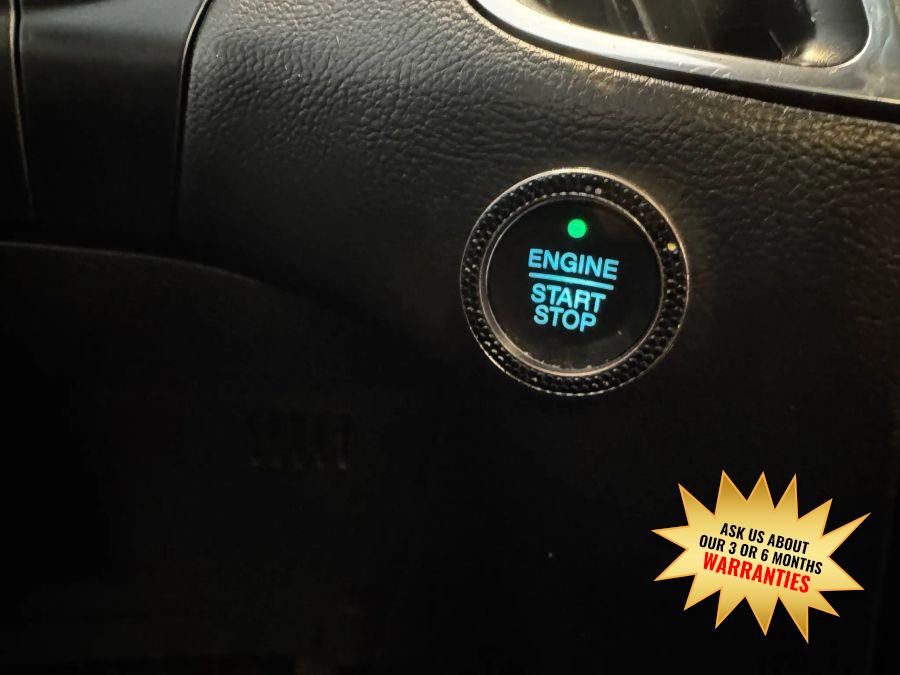 ENGINE
START
STOP
ASK US ABOUT
OUR 3 OR 6 MONTHS
WARRANTIES